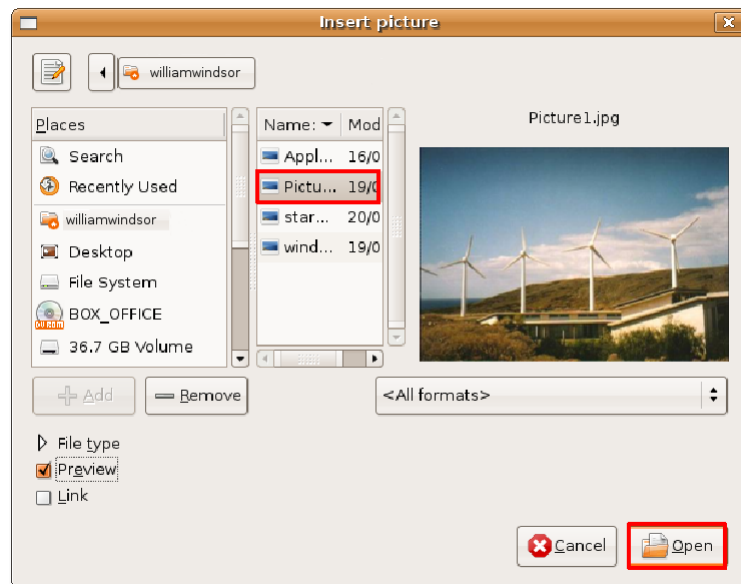 Insert picture
williamwindsor
Places
Search
Recently Used
williamwindsor
Desktop
File System
BOX_OFFICE
36.7 GB Volume
Name: Mod
Appl... 16/0
Pictu... 19/0
star... 20/0
wind... 19/0
Picture1.jpg
Add
Remove
<All formats>
File type
Preview
Link
Cancel
Open